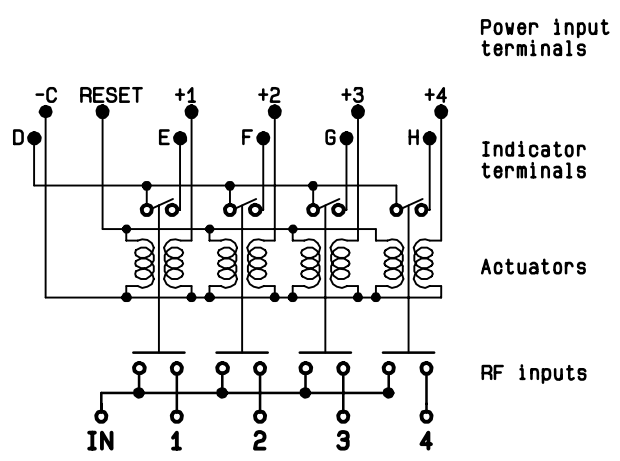 Power input
terminals
-C RESET +1 +2 +3 +4
D E F G H
Indicator
terminals
Actuators
RF inputs
IN 1 2 3 4